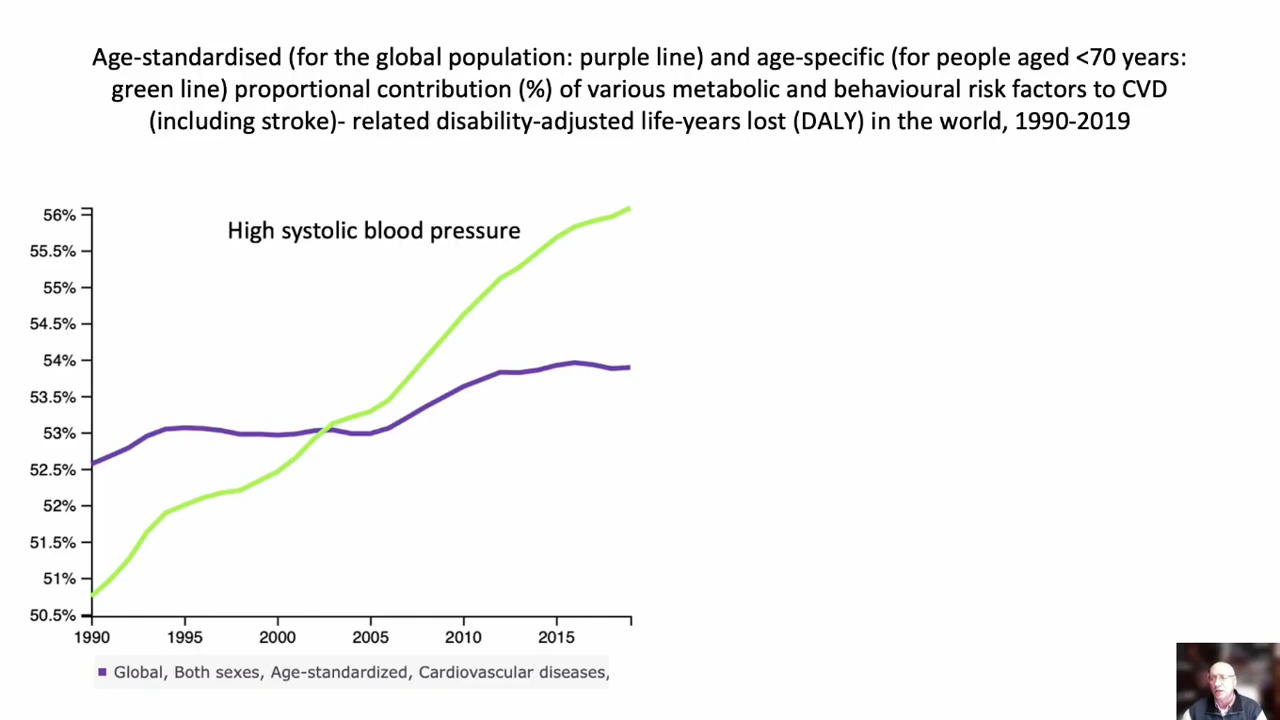 Age-standardised (for the global population: purple line) and age-specific (for people aged <70 years:
green line) proportional contribution (%) of various metabolic and behavioural risk factors to CVD
(including stroke)- related disability-adjusted life-years lost (DALY) in the world, 1990-2019
High systolic blood pressure
56%
55.5%
55%
54.5%
54%
53.5%
53%
52.5%
52%
51.5%
51%
50.5%
1990 1995 2000 2005 2010 2015
Global, Both sexes, Age-standardized, Cardiovascular diseases,